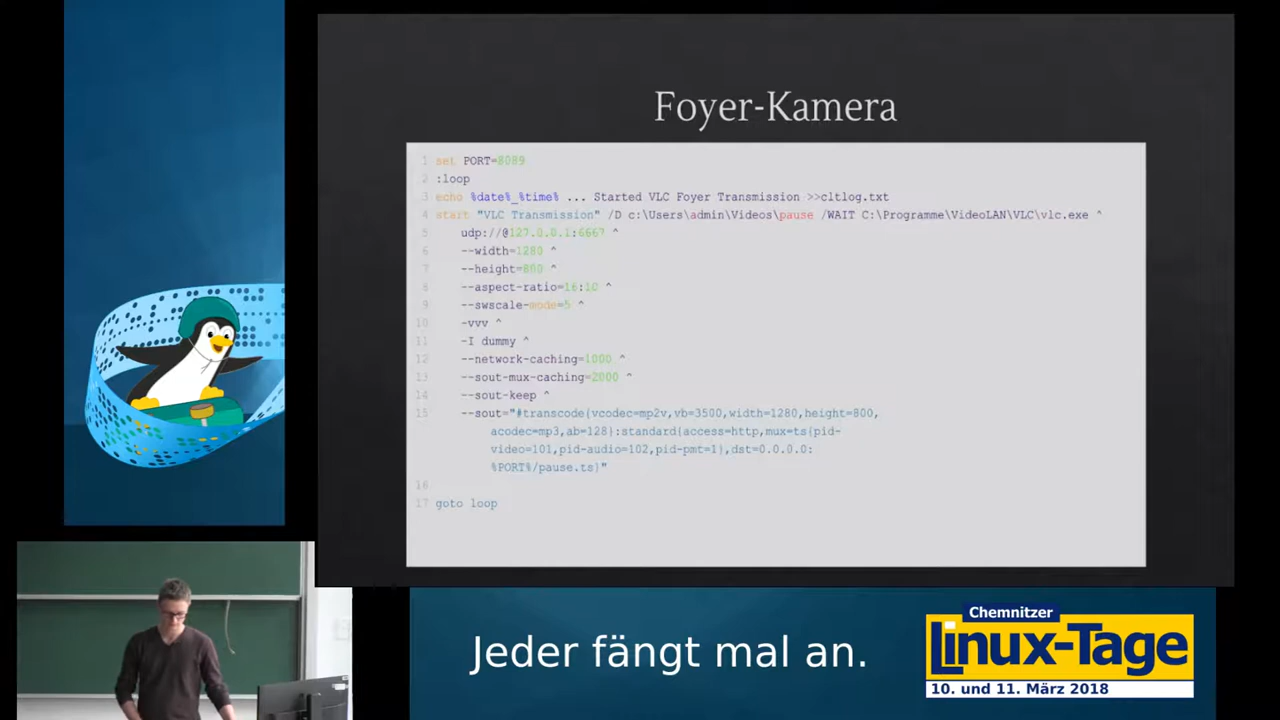 Foyer-Kamera
1 set PORT=8089
2 :loop
3 echo %date%_%time% ... Started VLC Foyer Transmission >>cltlog.txt
4 start "VLC Transmission" /D c:\Users\admin\Videos\pause /WAIT C:\Programme\VideoLAN\VLC\vlc.exe ^
5 udp://@127.0.0.1:6667 ^
6 --width=1280 ^
7 --height=800 ^
8 --aspect-ratio=16:10 ^
9 --swscale-mode=5 ^
10 -vvv ^
11 -I dummy ^
12 --network-caching=1000 ^
13 --sout-mux-caching=2000 ^
14 --sout-keep ^
15 --sout="#transcode{vcodec=mp2v,vb=3500,width=1280,height=800,
acodec=mp3,ab=128}:standard{access=http,mux=ts{pid-
video=101,pid-audio=102,pid-pmt=1},dst=0.0.0.0:
%PORT%/pause.ts}"
16
17 goto loop
Jeder fängt mal an.
Chemnitzer
Linux-Tage
10. und 11. März 2018